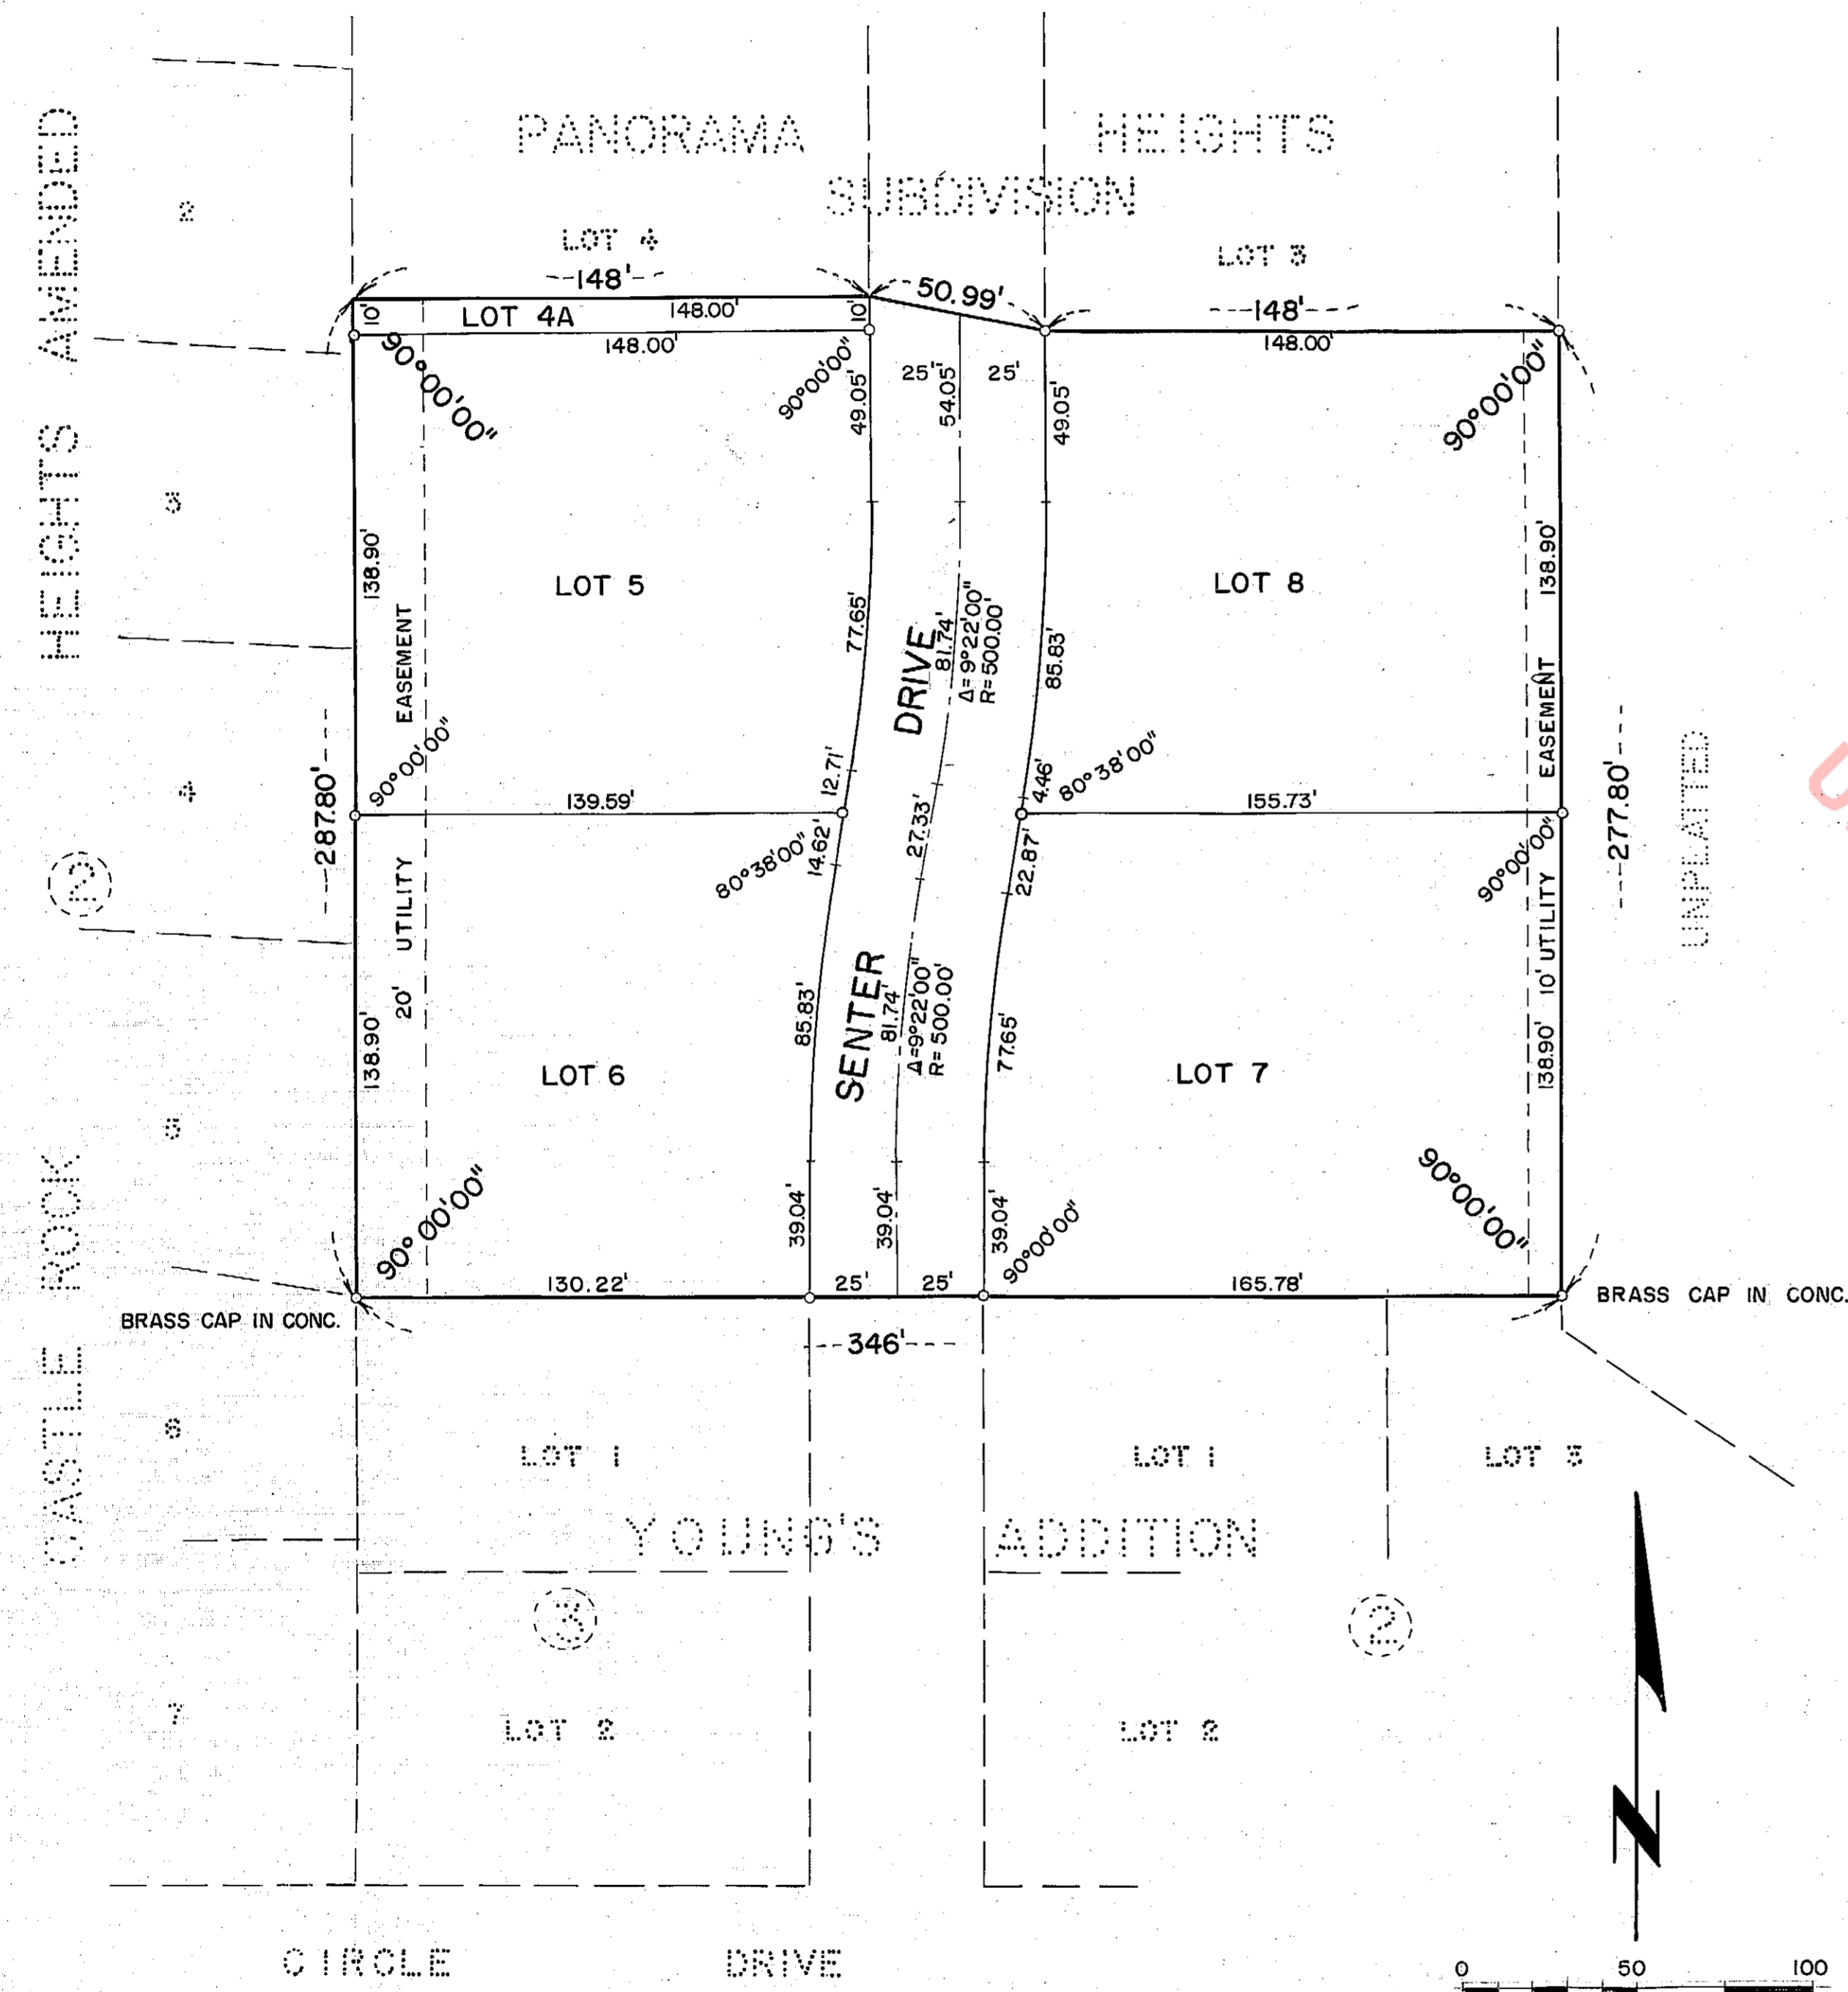 PANORAMA HEIGHTS
SUBDIVISION
LOT 4
LOT 3
---148'---
50.99'
---148'---
10'
LOT 4A
148.00'
10'
148.00'
148.00'
90°00'00"
90°00'00"
90°00'00"
49.05'
25'
54.05'
25'
49.05'
CASTLE ROCK HEIGHTS AMENDED
2
3
4
5
6
7
2
138.90'
LOT 5
77.65'
LOT 8
138.90'
EASEMENT
DRIVE
81.74'
Δ=9°22'00"
R=500.00'
85.83'
EASEMENT
90°00'00"
12.71'
4.46'
80°38'00"
---287.80'---
139.59'
155.73'
---277.80'---
UNPLATTED
80°38'00"
14.62'
27.33'
22.87'
90°00'00"
20' UTILITY
10' UTILITY
138.90'
LOT 6
85.83'
SENTER
81.74'
Δ=9°22'00"
R=500.00'
77.65'
LOT 7
138.90'
90°00'00"
39.04'
39.04'
39.04'
90°00'00"
90°00'00"
130.22'
25'
25'
165.78'
BRASS CAP IN CONC.
BRASS CAP IN CONC.
---346'---
LOT 1
LOT 1
LOT 3
YOUNG'S ADDITION
3
2
LOT 2
LOT 2
N
CIRCLE DRIVE
0 50 100